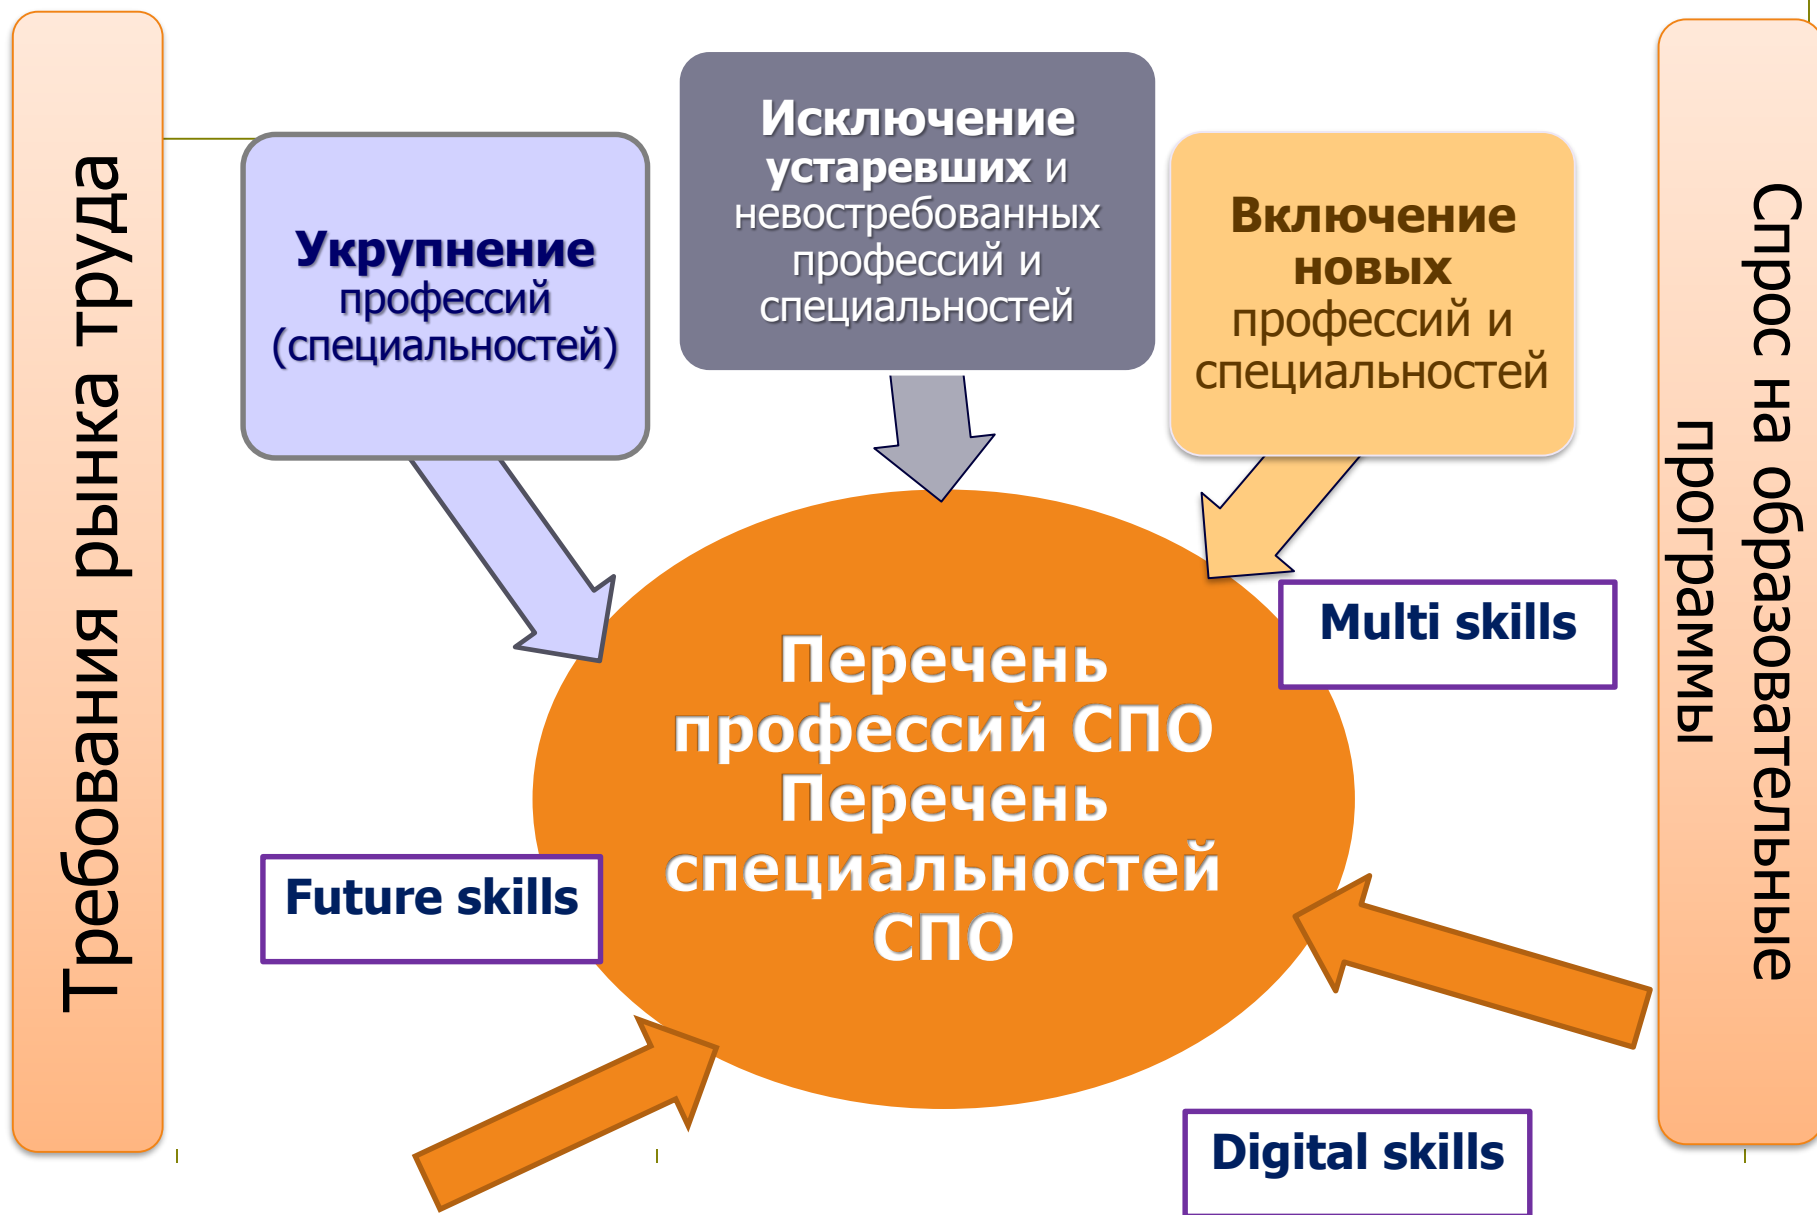 Требования рынка труда
Укрупнение
профессий
(специальностей)
Исключение
устаревших и
невостребованных
профессий и
специальностей
Включение
новых
профессий и
специальностей
Спрос на образовательные
программы
Multi skills
Перечень
профессий СПО
Перечень
специальностей
СПО
Future skills
Digital skills